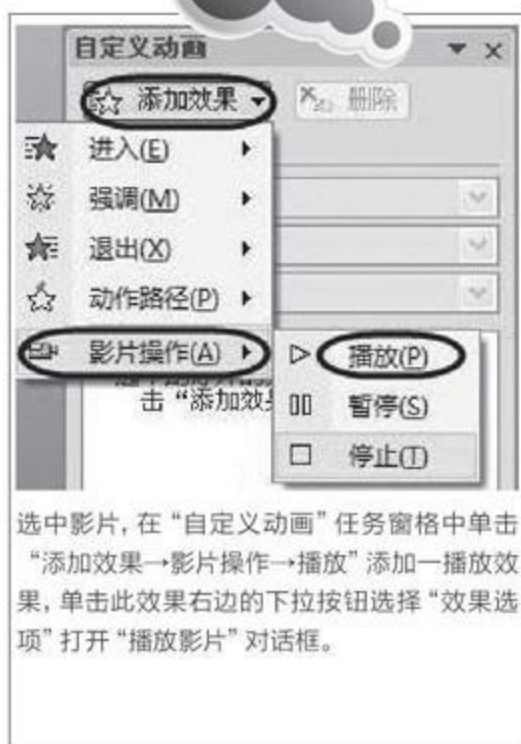 自定义动画
添加效果 删除
进入(E)
强调(M)
退出(X)
动作路径(P)
影片操作(A) 播放(P)
击“添加效 暂停(S)
停止(T)
选中影片，在“自定义动画”任务窗格中单击
“添加效果→影片操作→播放”添加一播放效
果，单击此效果右边的下拉按钮选择“效果选
项”打开“播放影片”对话框。